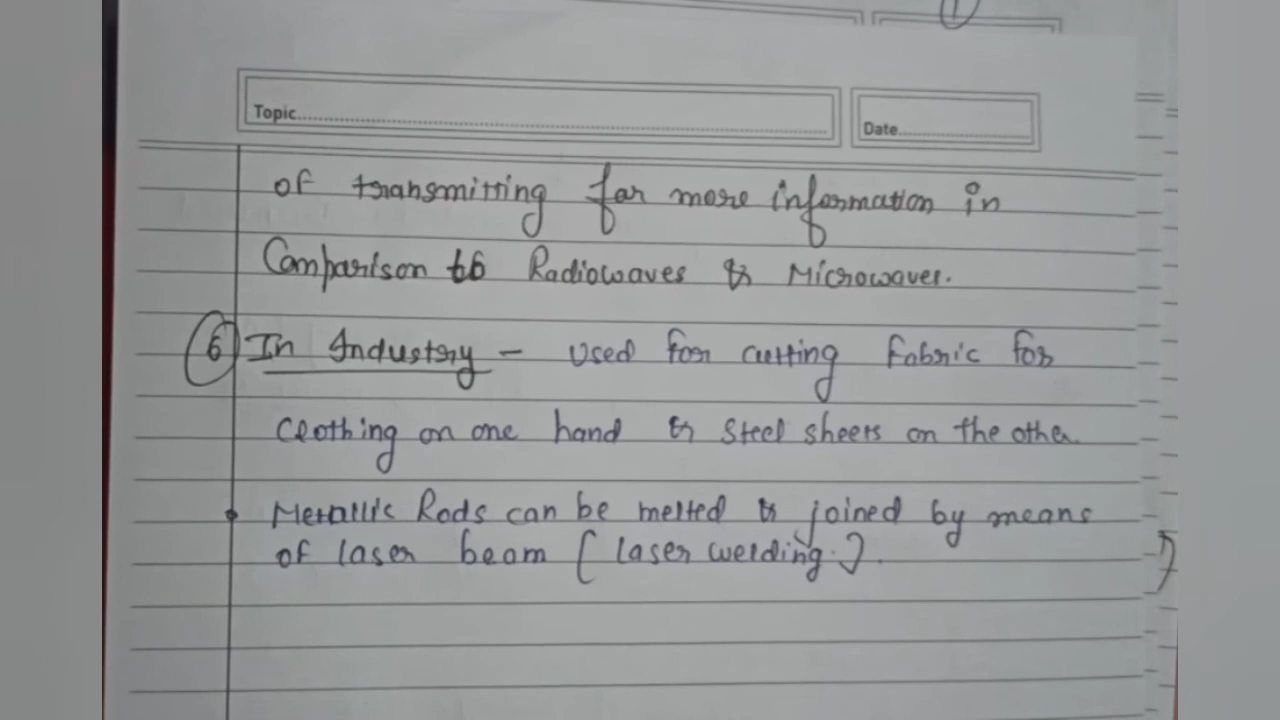 Topic
Date
of transmitting far more information in
Comparison to Radiowaves & Microwaves.
6 In Industry - Used for cutting fabric for
Clothing on one hand & steel sheets on the other.
Metallic Rods can be melted & joined by means
of laser beam [laser welding.].